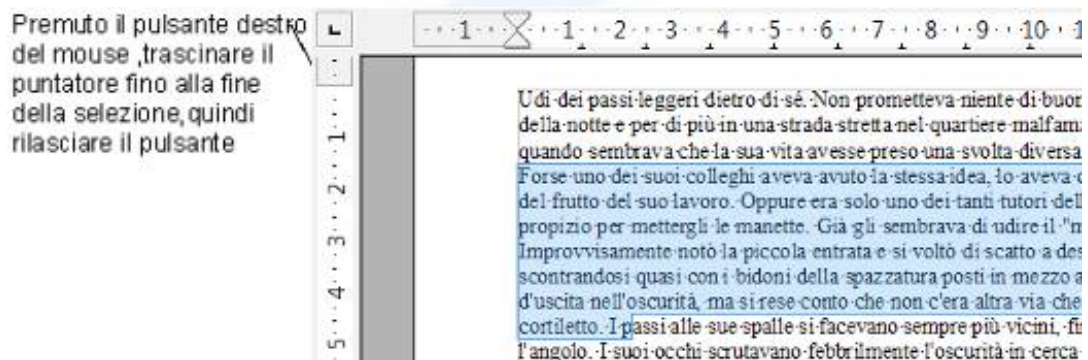 Premuto il pulsante destro
del mouse ,trascinare il
puntatore fino alla fine
della selezione,quindi
rilasciare il pulsante
1 1 2 3 4 5 6 7 8 9 10
1
2
3
4
5
Udì dei passi leggeri dietro di sé. Non prometteva niente di
della notte e per di più in una strada stretta nel quartiere
quando sembrava che la sua vita avesse preso una svolta diversa
Forse uno dei suoi colleghi aveva avuto la stessa idea, lo aveva
del frutto del suo lavoro. Oppure era solo uno dei tanti tutori
propizio per mettergli le manette. Già gli sembrava di udire il
Improvvisamente notò la piccola entrata e si voltò di scatto a
scontrandosi quasi con i bidoni della spazzatura posti in mezzo a
d'uscita nell'oscurità, ma si rese conto che non c'era altra via che
cortiletto. I passi alle sue spalle si facevano sempre più vicini,
l'angolo. I suoi occhi scrutavano febbrilmente l'oscurità in cerca